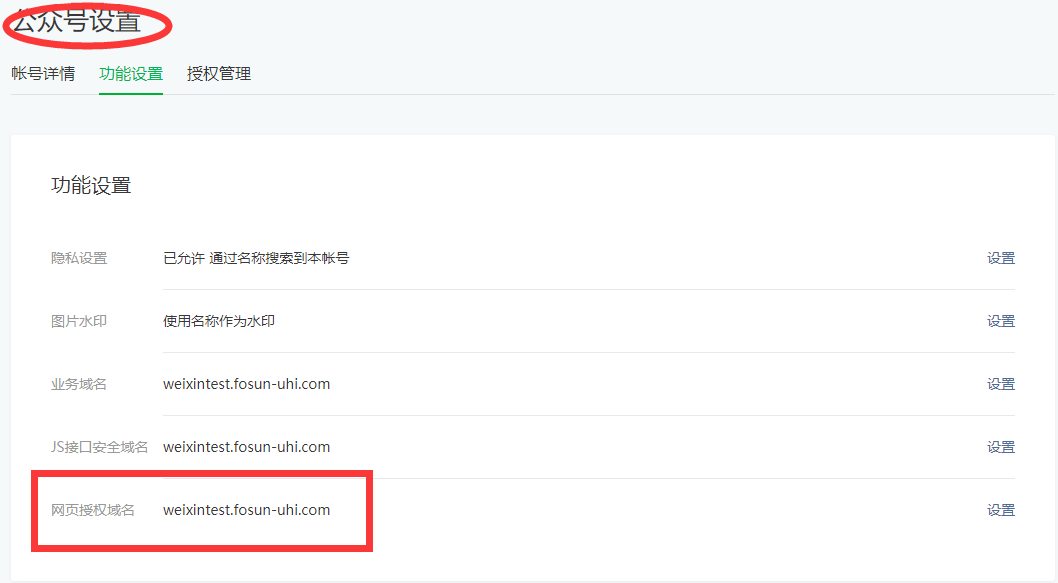 公众号设置
帐号详情 功能设置 授权管理
功能设置
隐私设置 已允许 通过名称搜索到本帐号 设置
图片水印 使用名称作为水印 设置
业务域名 weixintest.fosun-uhi.com 设置
JS接口安全域名 weixintest.fosun-uhi.com 设置
网页授权域名 weixintest.fosun-uhi.com 设置